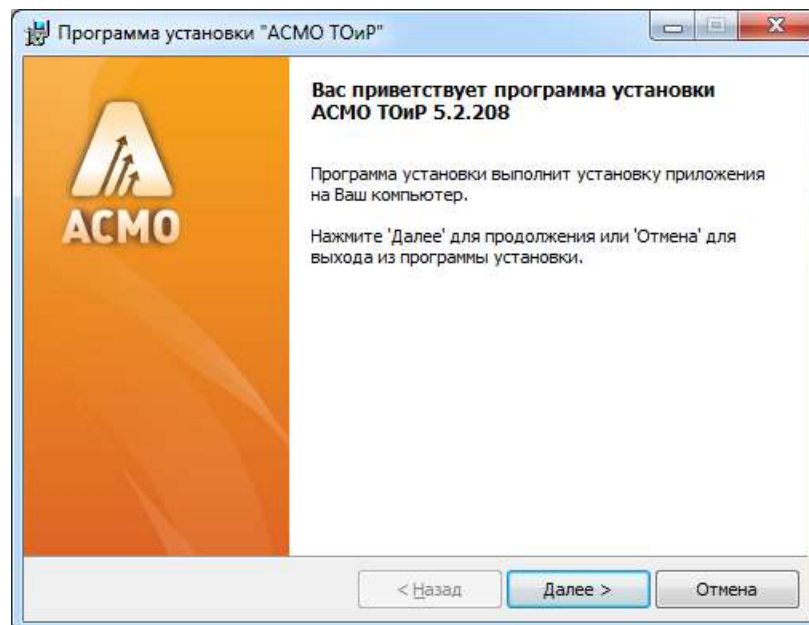 Программа установки "АСМО ТОиР"
Вас приветствует программа установки
АСМО ТОиР 5.2.208
Программа установки выполнит установку приложения
на Ваш компьютер.
Нажмите 'Далее' для продолжения или 'Отмена' для
выхода из программы установки.
АСМО
< Назад
Далее >
Отмена